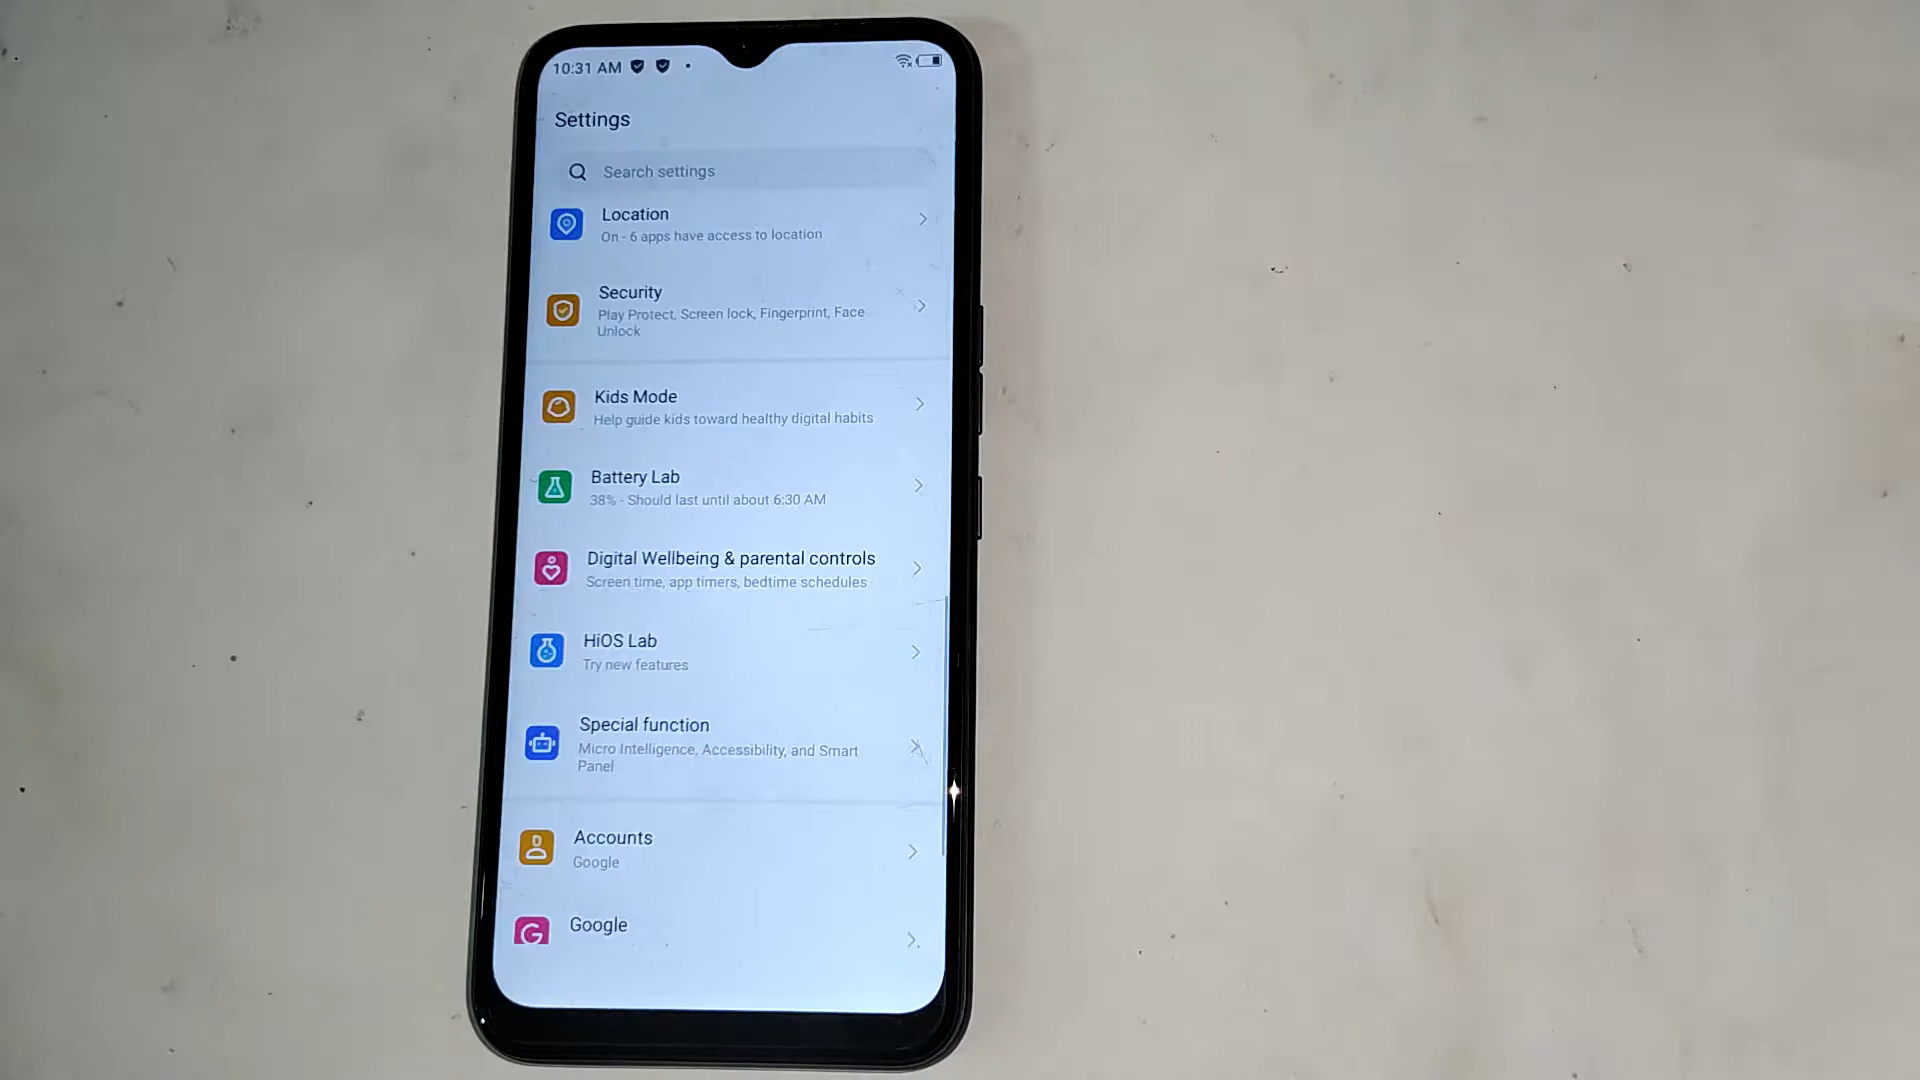 10:31 AM
Settings
Search settings
Location
On - 6 apps have access to location
Security
Play Protect, Screen lock, Fingerprint, Face
Unlock
Kids Mode
Help guide kids toward healthy digital habits
Battery Lab
38% - Should last until about 6:30 AM
Digital Wellbeing & parental controls
Screen time, app timers, bedtime schedules
HiOS Lab
Try new features
Special function
Micro Intelligence, Accessibility, and Smart
Panel
D
Accounts
Google
G
Google